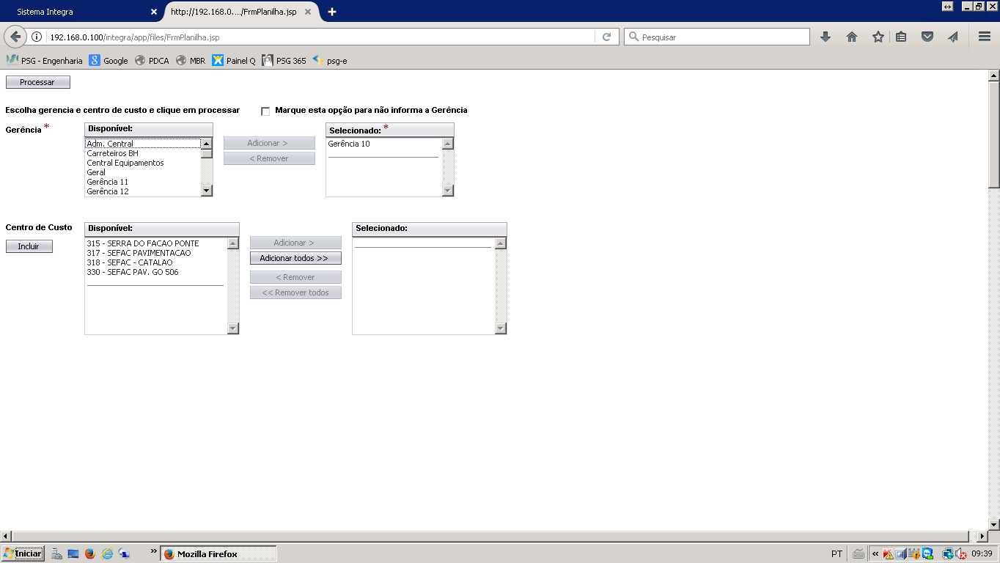 Sistema Integra
http://192.168.0..../FrmPlanilha.jsp
192.168.0.100/integra/app/files/FrmPlanilha.jsp
Pesquisar
PSG - Engenharia
Google
PDCA
MBR
Painel Q
PSG 365
psg-e
Processar
Escolha gerencia e centro de custo e clique em processar
Marque esta opção para não informa a Gerência
Gerência *
Disponível:
Adm. Central
Carreteiros BH
Central Equipamentos
Geral
Gerência 11
Gerência 12
Adicionar >
< Remover
Selecionado: *
Gerência 10
Centro de Custo
Incluir
Disponível:
315 - SERRA DO FACAO PONTE
317 - SEFAC PAVIMENTACAO
318 - SEFAC - CATALAO
330 - SEFAC PAV. GO 506
Adicionar >
Adicionar todos >>
< Remover
<< Remover todos
Selecionado:
Iniciar
»
Mozilla Firefox
PT
«
09:39